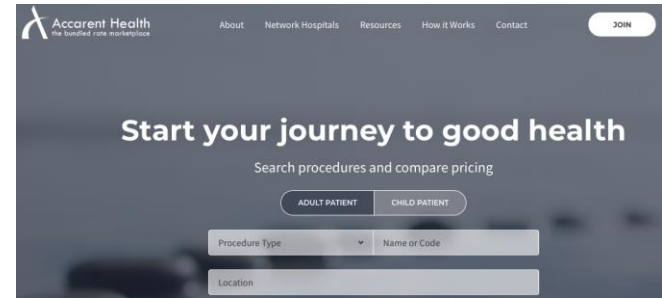 Accarent Health
the bundled rate marketplace
About Network Hospitals Resources How it Works Contact JOIN
Start your journey to good health
Search procedures and compare pricing
ADULT PATIENT CHILD PATIENT
Procedure Type Name or Code
Location